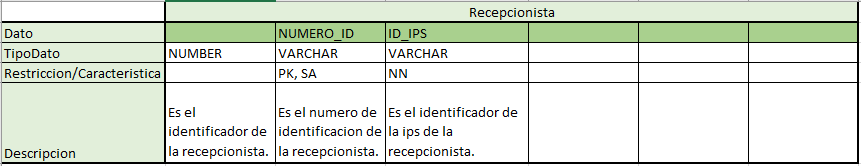 Recepcionista
Dato NUMERO_ID ID_IPS
TipoDato NUMBER VARCHAR VARCHAR
Restriccion/Caracteristica PK, SA NN
Descripcion
Es el
identificador de
la recepcionista.
Es el numero de
identificacion de
la recepcionista.
Es el identificador de
la ips de la
recepcionista.